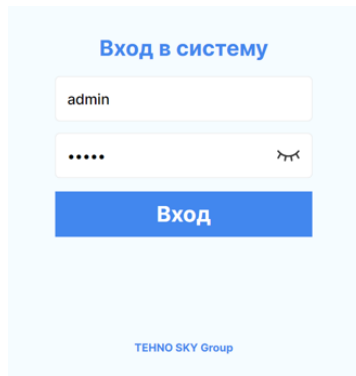 Вход в систему
admin
•••••
Вход
TEHNO SKY Group